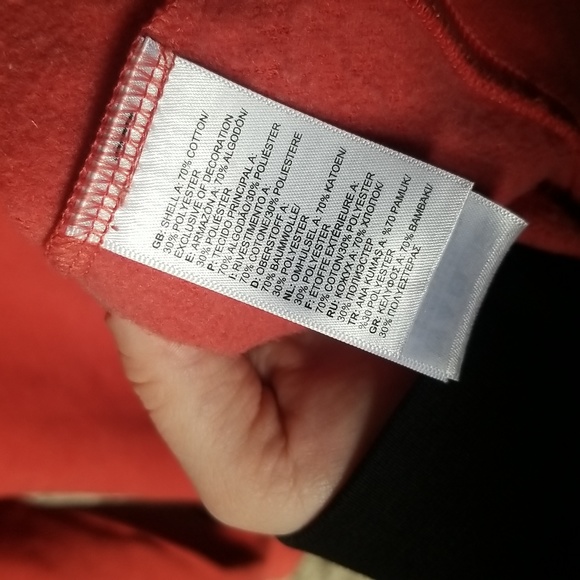 GB: SHELL A: 70% COTTON/
30% POLYESTER
EXCLUSIVE OF DECORATION
E: ARMAZÓN A: 70% ALGODÓN/
30% POLIÉSTER
P: TECIDO PRINCIPAL A:
70% ALGODÃO/30% POLIÉSTER
I: RIVESTIMENTO A:
70% COTONE/30% POLIESTERE
D: OBERSTOFF A:
70% BAUMWOLLE/
30% POLYESTER
NL: OMHULSEL A: 70% KATOEN/
30% POLYESTER
F: ÉTOFFE EXTÉRIEURE A:
70% COTON/30% POLYESTER
RU: КОЖУХ A: 70% ХЛОПОК/
30% ПОЛИЭСТЕР
TR: ANA KUMAŞ A: %70 PAMUK/
%30 POLYESTER
GR: ΚΕΛΥΦΟΣ A: 70% ΒΑΜΒΑΚΙ/
30% ΠΟΛΥΕΣΤΕΡΑΣ